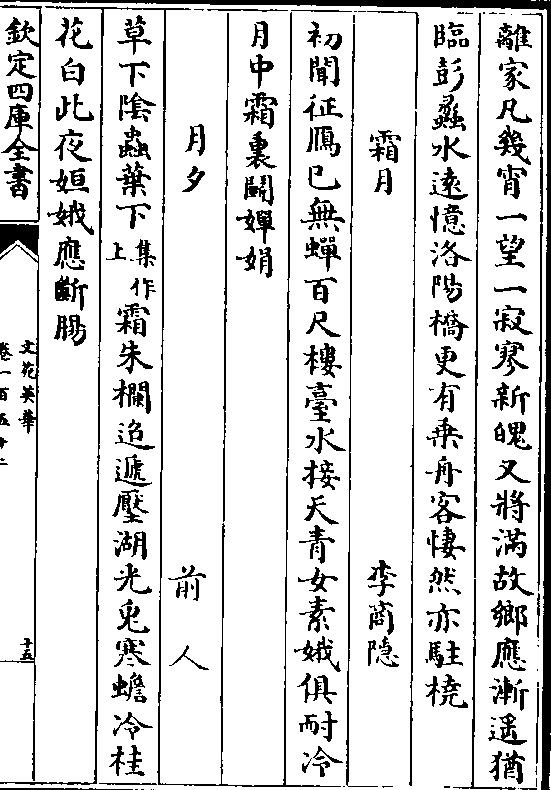 離家凡幾宵一望一寂寥新魄又將滿故鄉應漸遥猶
臨彭蠡水遠憶洛陽橋更有乗舟客悽然亦駐橈
霜月 李商隐
初聞征鴈已無蟬百尺樓臺水接天青女素娥俱耐冷
月中霜裏鬭嬋娟
月夕 前人
草下陰蟲葉下集作上霜朱欄迢遞壓湖光兎寒蟾冷桂
花白此夜姮娥應斷腸
欽定四庫全書
文苑英華
卷一百五十二
十五